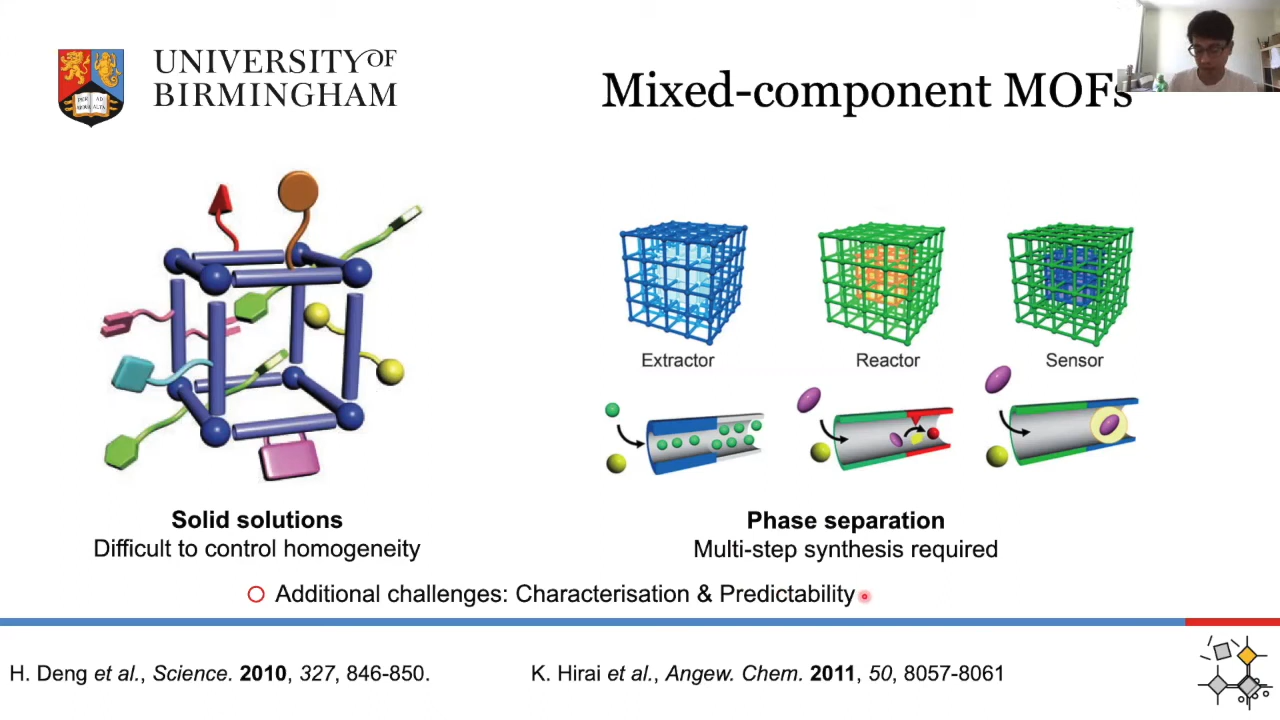 UNIVERSITY OF
BIRMINGHAM
Mixed-component MOFs
Extractor
Reactor
Sensor
Solid solutions
Difficult to control homogeneity
Phase separation
Multi-step synthesis required
Additional challenges: Characterisation & Predictability
H. Deng et al., Science. 2010, 327, 846-850.
K. Hirai et al., Angew. Chem. 2011, 50, 8057-8061